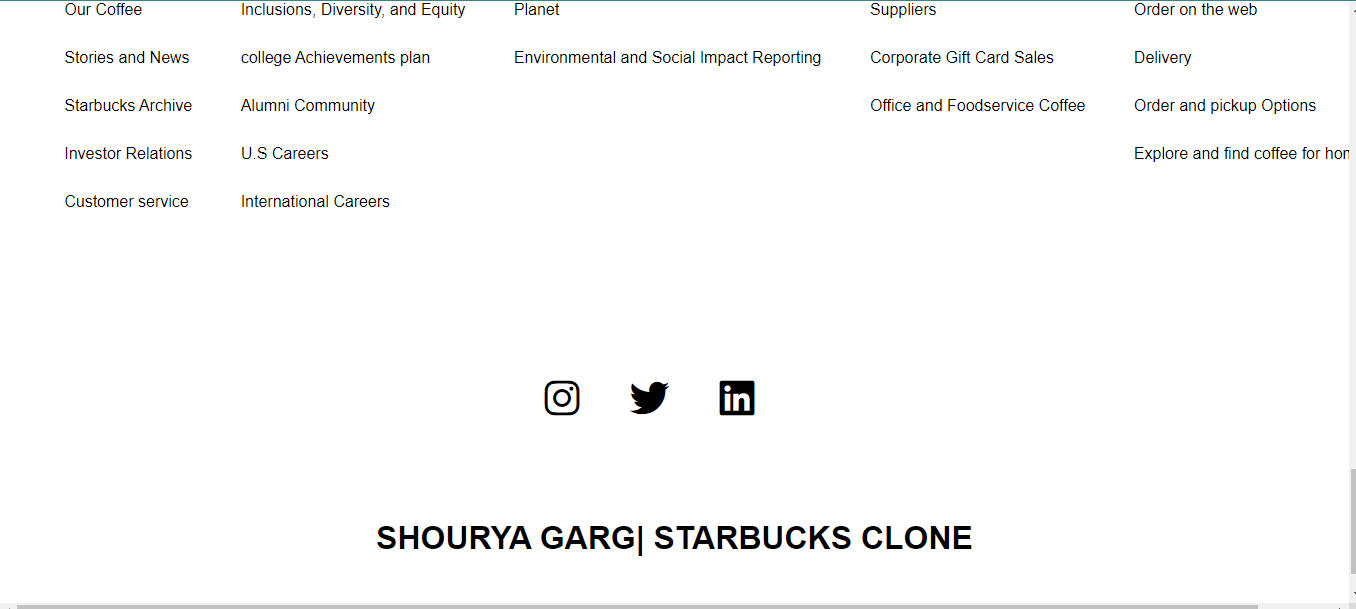 Our Coffee Inclusions, Diversity, and Equity Planet Suppliers Order on the web
Stories and News college Achievements plan Environmental and Social Impact Reporting Corporate Gift Card Sales Delivery
Starbucks Archive Alumni Community Office and Foodservice Coffee Order and pickup Options
Investor Relations U.S Careers Explore and find coffee for
Customer service International Careers
in
SHOURYA GARG| STARBUCKS CLONE